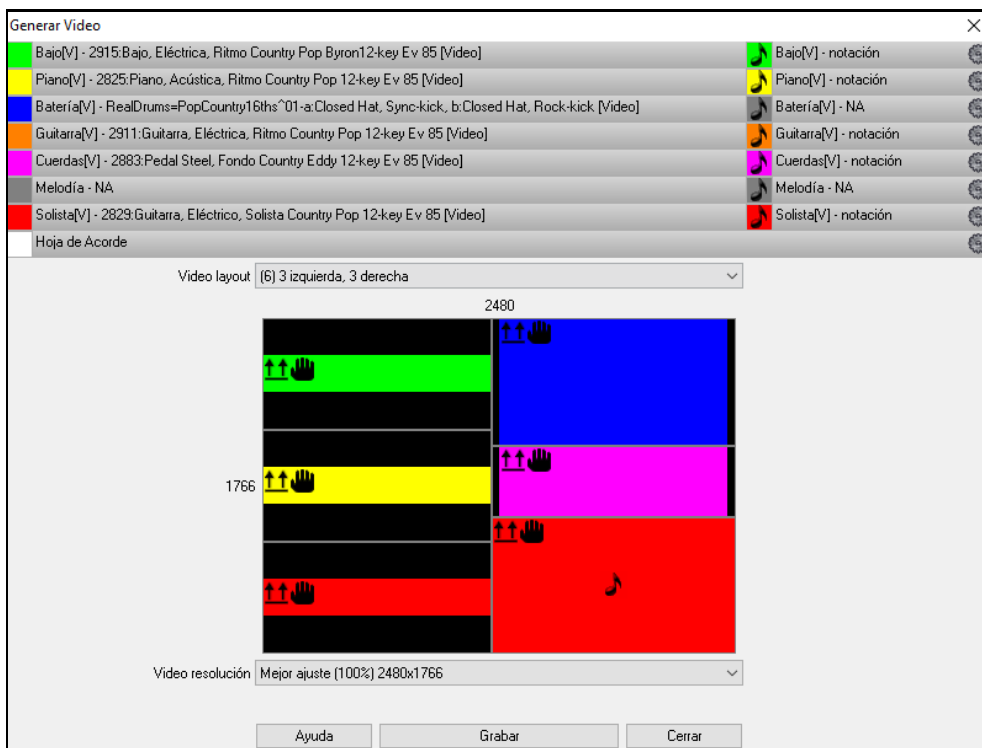 Generar Video
Bajo[V] - 2915:Bajo, Eléctrica, Ritmo Country Pop Byron12-key Ev 85 [Video] Bajo[V] - notación
Piano[V] - 2825:Piano, Acústica, Ritmo Country Pop 12-key Ev 85 [Video] Piano[V] - notación
Batería[V] - RealDrums=PopCountry16ths^01-a:Closed Hat, Sync-kick, b:Closed Hat, Rock-kick [Video] Batería[V] - NA
Guitarra[V] - 2911:Guitarra, Eléctrica, Ritmo Country Pop 12-key Ev 85 [Video] Guitarra[V] - notación
Cuerdas[V] - 2883:Pedal Steel, Fondo Country Eddy 12-key Ev 85 [Video] Cuerdas[V] - notación
Melodía - NA Melodía - NA
Solista[V] - 2829:Guitarra, Eléctrico, Solista Country Pop 12-key Ev 85 [Video] Solista[V] - notación
Hoja de Acorde
Video layout (6) 3 izquierda, 3 derecha
2480
1766
Video resolución Mejor ajuste (100%) 2480x1766
Ayuda Grabar Cerrar